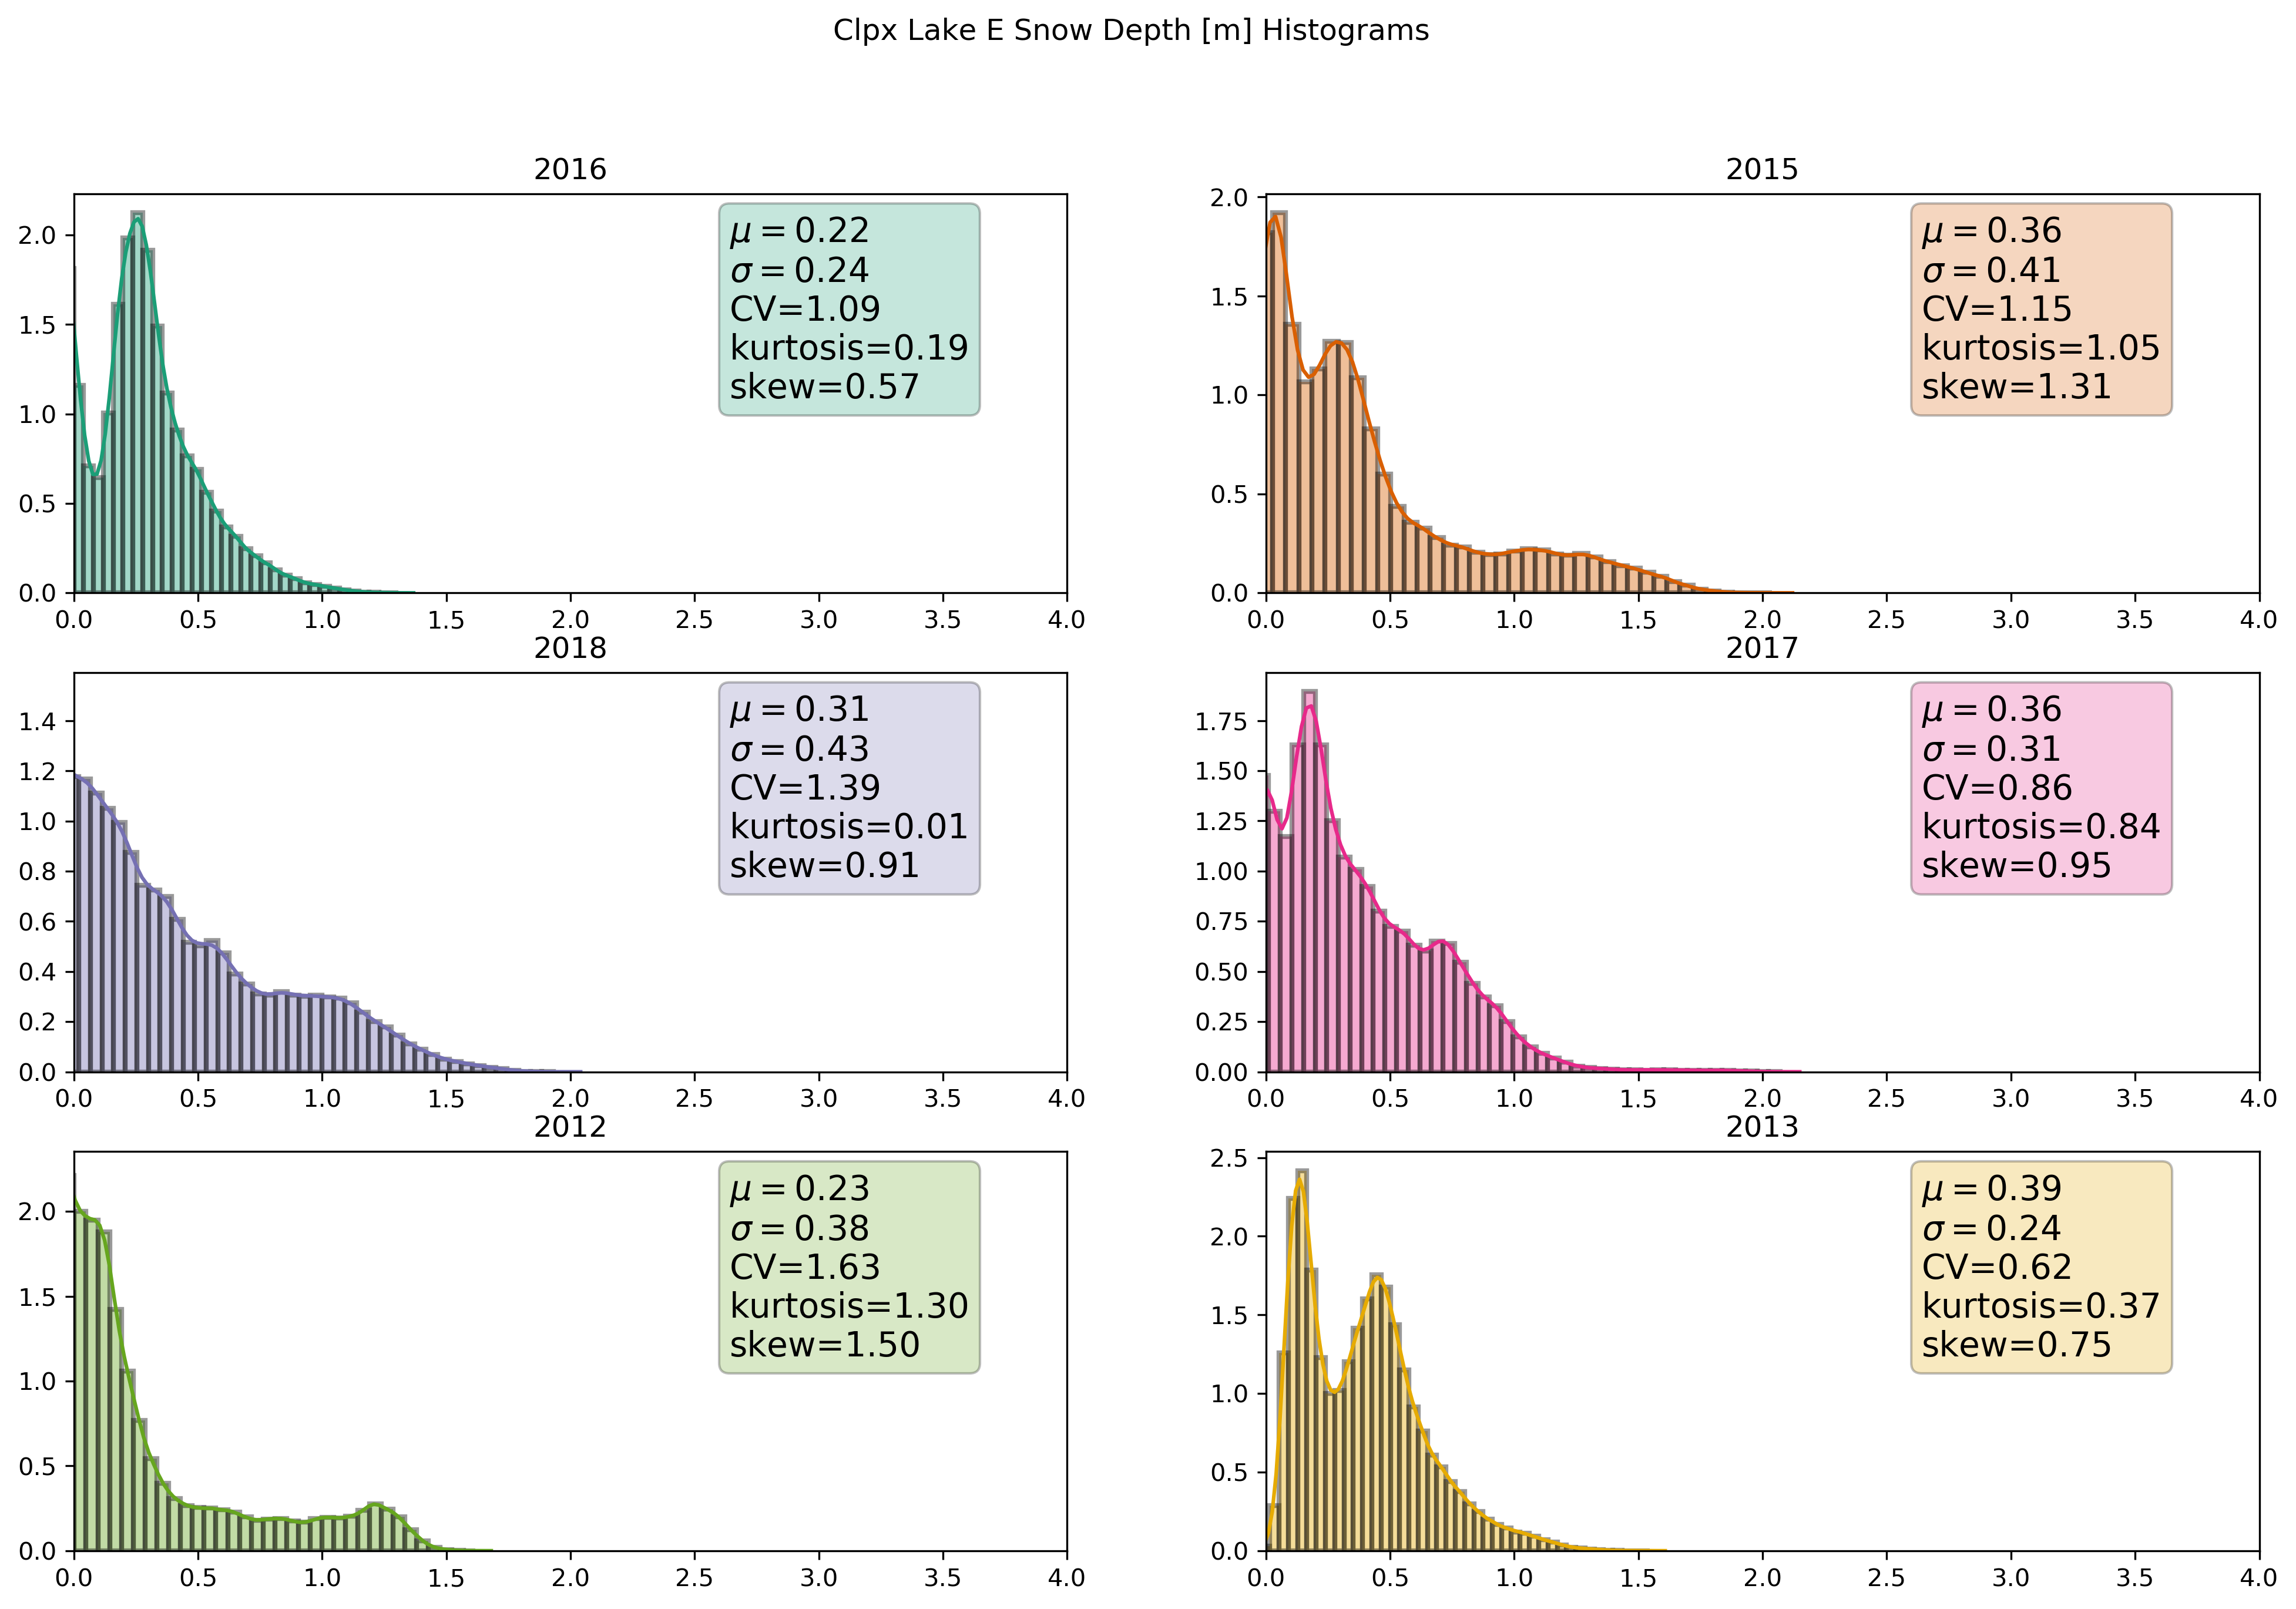 Clpx Lake E Snow Depth [m] Histograms
2016
2.0
1.5
1.0
0.5
0.0
μ = 0.22
σ = 0.24
CV=1.09
kurtosis=0.19
skew=0.57
0.0 0.5 1.0 1.5 2.0 2.5 3.0 3.5 4.0
2015
2.0
1.5
1.0
0.5
0.0
μ = 0.36
σ = 0.41
CV=1.15
kurtosis=1.05
skew=1.31
0.0 0.5 1.0 1.5 2.0 2.5 3.0 3.5 4.0
2018
1.4
1.2
1.0
0.8
0.6
0.4
0.2
0.0
μ = 0.31
σ = 0.43
CV=1.39
kurtosis=0.01
skew=0.91
0.0 0.5 1.0 1.5 2.0 2.5 3.0 3.5 4.0
2017
1.75
1.50
1.25
1.00
0.75
0.50
0.25
0.00
μ = 0.36
σ = 0.31
CV=0.86
kurtosis=0.84
skew=0.95
0.0 0.5 1.0 1.5 2.0 2.5 3.0 3.5 4.0
2012
2.0
1.5
1.0
0.5
0.0
μ = 0.23
σ = 0.38
CV=1.63
kurtosis=1.30
skew=1.50
0.0 0.5 1.0 1.5 2.0 2.5 3.0 3.5 4.0
2013
2.5
2.0
1.5
1.0
0.5
0.0
μ = 0.39
σ = 0.24
CV=0.62
kurtosis=0.37
skew=0.75
0.0 0.5 1.0 1.5 2.0 2.5 3.0 3.5 4.0